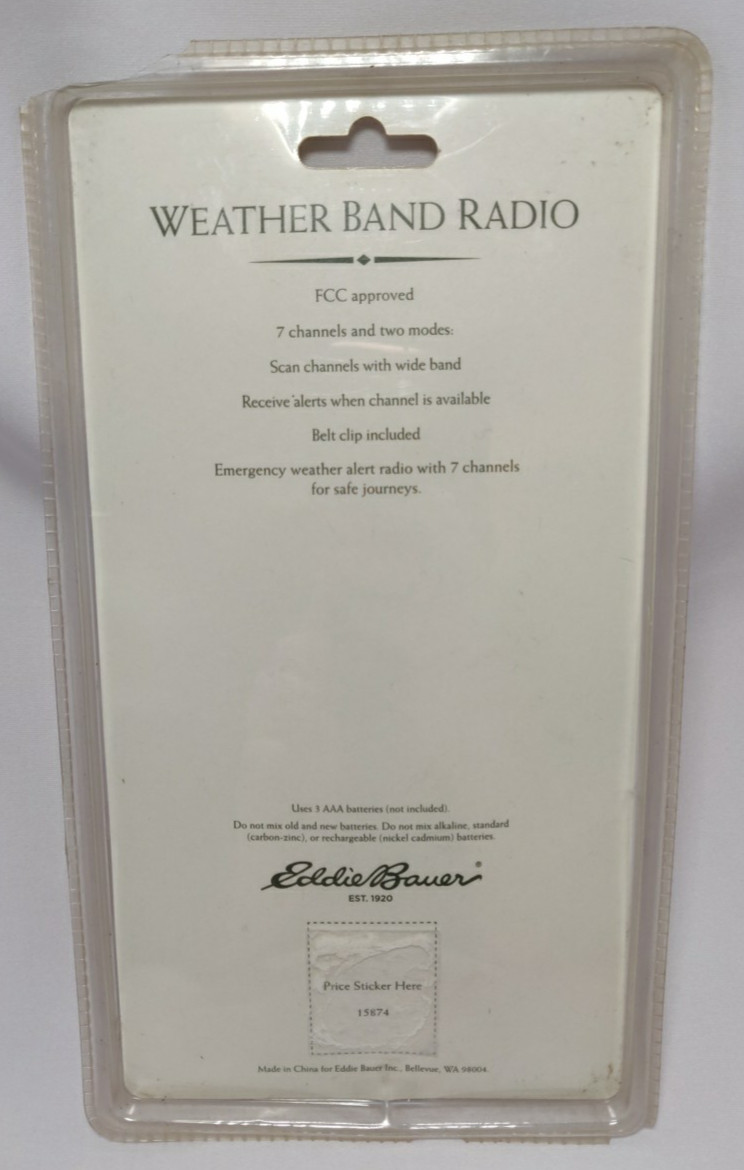 WEATHER BAND RADIO
FCC approved
7 channels and two modes:
Scan channels with wide band
Receive alerts when channel is available
Belt clip included
Emergency weather alert radio with 7 channels
for safe journeys.
Uses 3 AAA batteries (not included).
Do not mix old and new batteries. Do not mix alkaline, standard
(carbon-zinc), or rechargeable (nickel cadmium) batteries.
Eddie Bauer®
EST. 1920
Price Sticker Here
15874
Made in China for Eddie Bauer Inc., Bellevue, WA 98004.